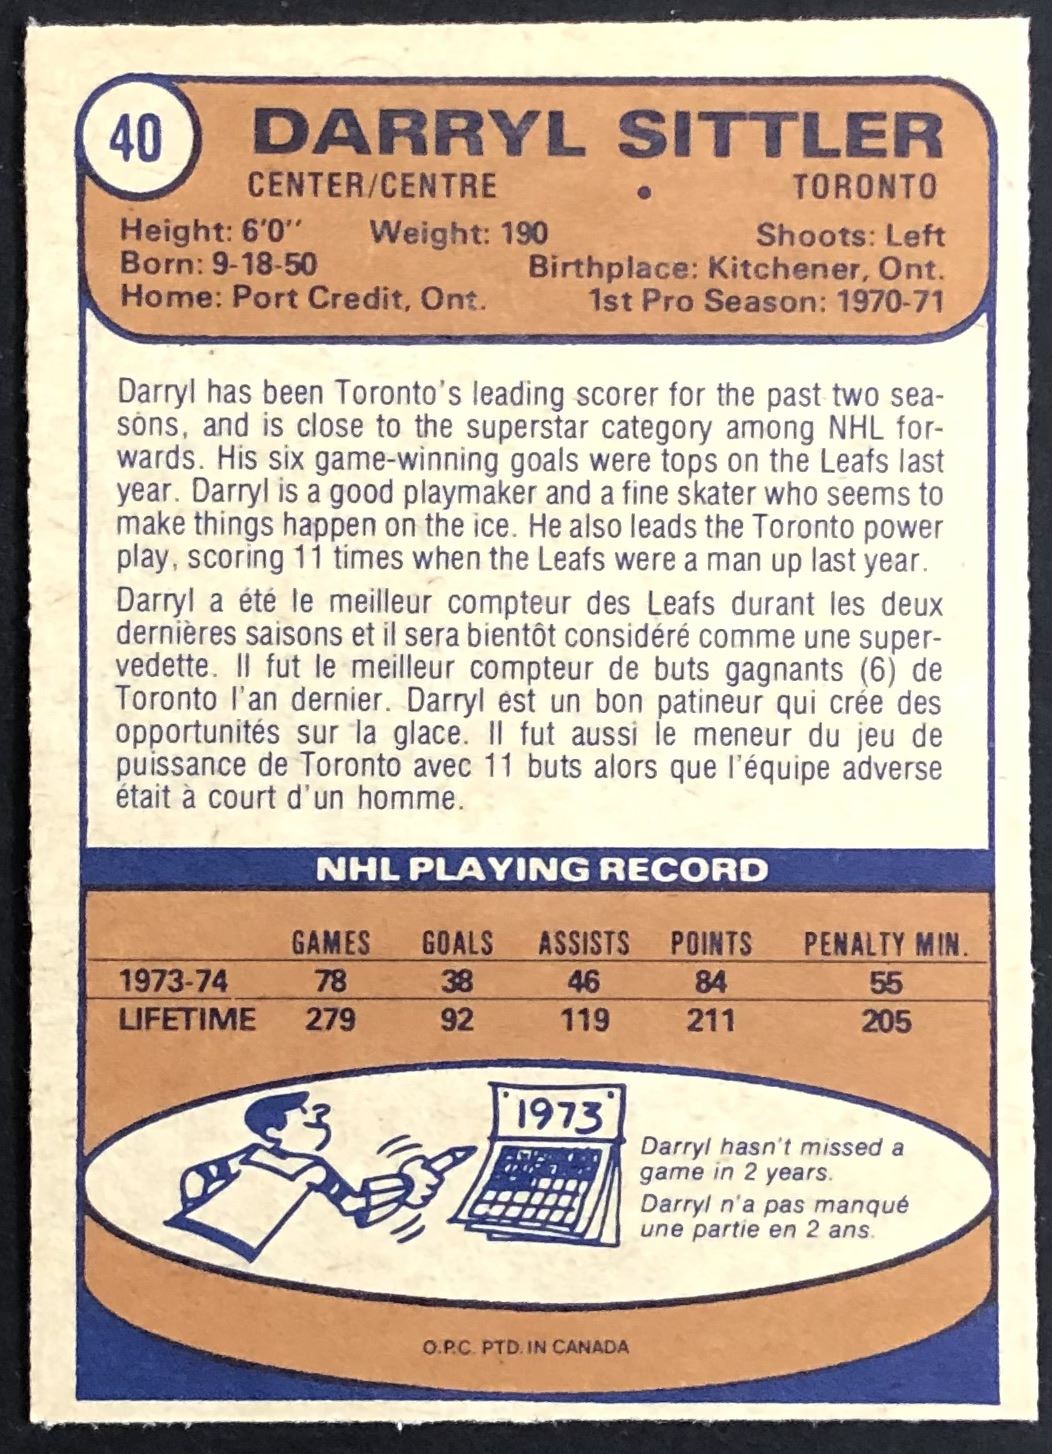 40
DARRYL SITTLER
CENTER/CENTRE • TORONTO
Height: 6'0" Weight: 190 Shoots: Left
Born: 9-18-50 Birthplace: Kitchener, Ont.
Home: Port Credit, Ont. 1st Pro Season: 1970-71
Darryl has been Toronto's leading scorer for the past two sea-
sons, and is close to the superstar category among NHL for-
wards. His six game-winning goals were tops on the Leafs last
year. Darryl is a good playmaker and a fine skater who seems to
make things happen on the ice. He also leads the Toronto power
play, scoring 11 times when the Leafs were a man up last year.
Darryl a été le meilleur compteur des Leafs durant les deux
dernières saisons et il sera bientôt considéré comme une super-
vedette. Il fut le meilleur compteur de buts gagnants (6) de
Toronto l'an dernier. Darryl est un bon patineur qui crée des
opportunités sur la glace. Il fut aussi le meneur du jeu de
puissance de Toronto avec 11 buts alors que l'équipe adverse
était à court d'un homme.
NHL PLAYING RECORD
GAMES GOALS ASSISTS POINTS PENALTY MIN.
1973-74 78 38 46 84 55
LIFETIME 279 92 119 211 205
1973
Darryl hasn't missed a
game in 2 years.
Darryl n'a pas manqué
une partie en 2 ans.
O.P.C. PTD. IN CANADA